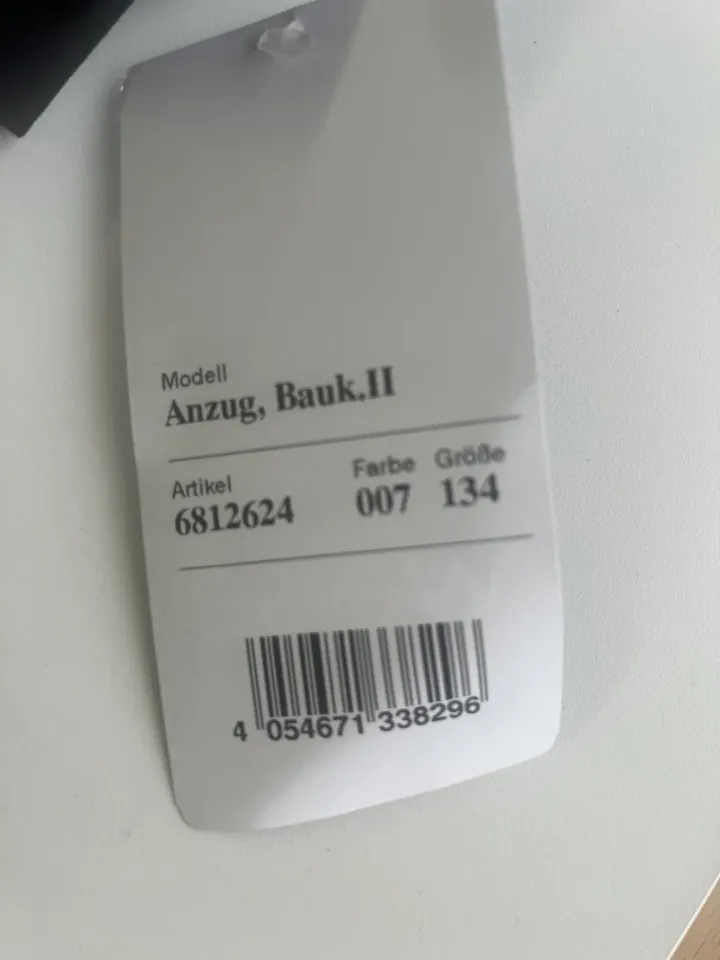 Modell
Anzug, Bauk.II
Artikel Farbe Größe
6812624 007 134
4 054671 338296